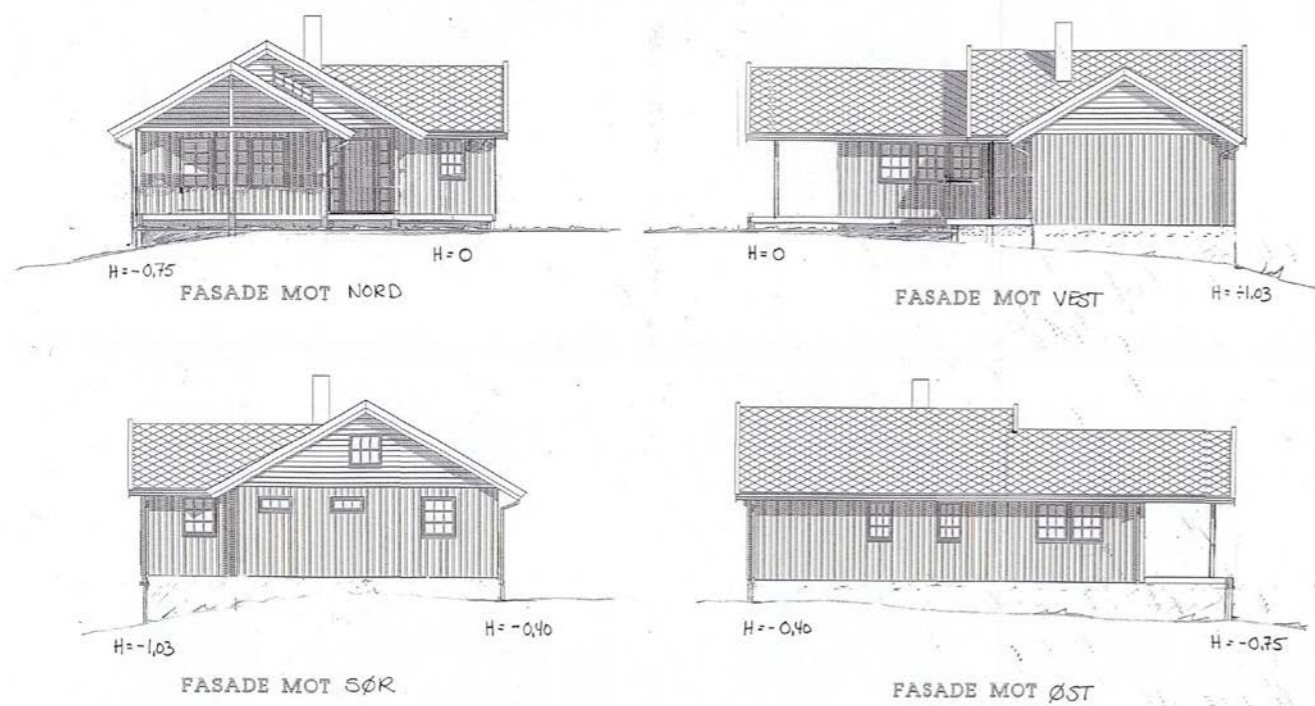 H=-0,75
H=0
FASADE MOT NORD
H=0
H=÷1.03
FASADE MOT VEST
H=-1,03
H=-0,40
FASADE MOT SØR
H=-0,40
H=-0,75
FASADE MOT ØST